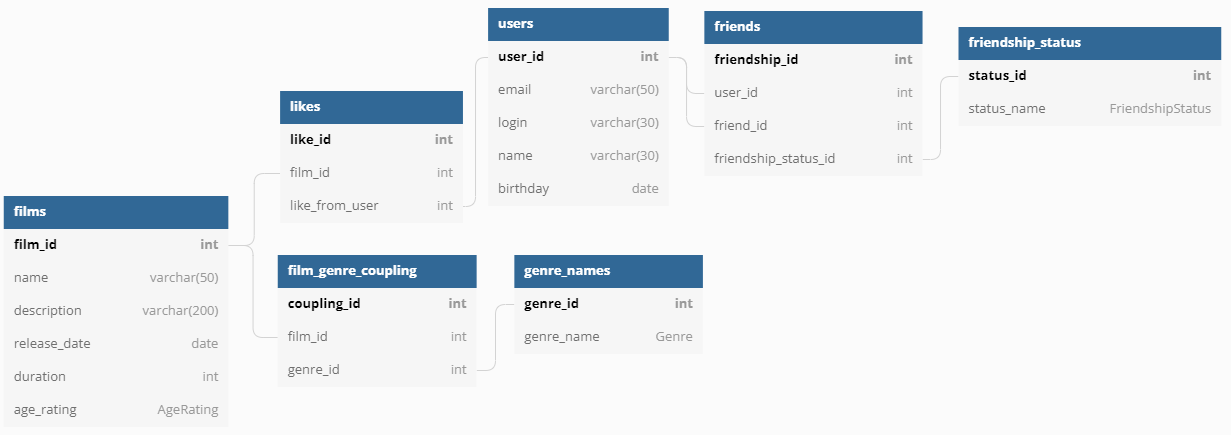 users
user_id int
email varchar(50)
login varchar(30)
name varchar(30)
birthday date
friends
friendship_id int
user_id int
friend_id int
friendship_status_id int
friendship_status
status_id int
status_name FriendshipStatus
likes
like_id int
film_id int
like_from_user int
films
film_id int
name varchar(50)
description varchar(200)
release_date date
duration int
age_rating AgeRating
film_genre_coupling
coupling_id int
film_id int
genre_id int
genre_names
genre_id int
genre_name Genre